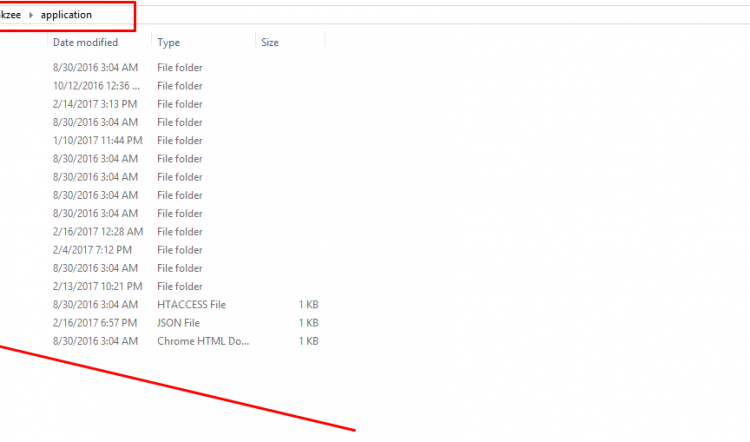 ikzee › application
Date modified Type Size
8/30/2016 3:04 AM File folder
10/12/2016 12:36 ... File folder
2/14/2017 3:13 PM File folder
8/30/2016 3:04 AM File folder
1/10/2017 11:44 PM File folder
8/30/2016 3:04 AM File folder
8/30/2016 3:04 AM File folder
8/30/2016 3:04 AM File folder
8/30/2016 3:04 AM File folder
2/16/2017 12:28 AM File folder
2/4/2017 7:12 PM File folder
8/30/2016 3:04 AM File folder
2/13/2017 10:21 PM File folder
8/30/2016 3:04 AM HTACCESS File 1 KB
2/16/2017 6:57 PM JSON File 1 KB
8/30/2016 3:04 AM Chrome HTML Do... 1 KB